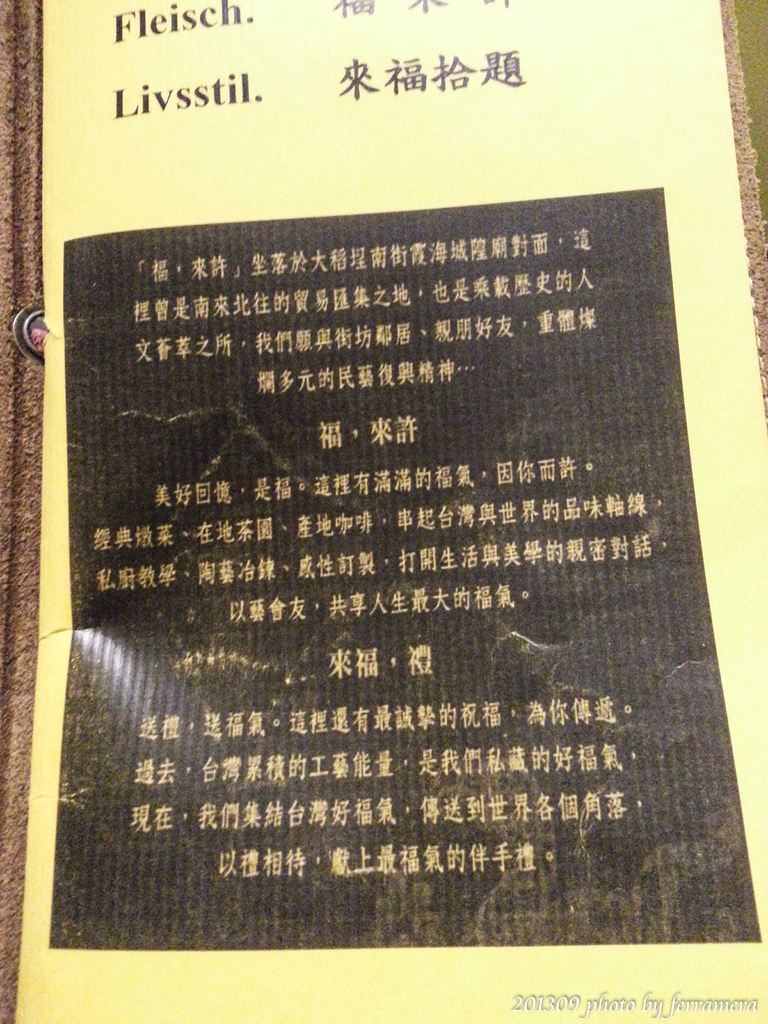 Fleisch. 福 來 許
Livsstil. 來福拾題
「福，來許」坐落於大稻埕南街霞海城隍廟對面，這
裡曾是南來北往的貿易匯集之地，也是乘載歷史的人
文薈萃之所，我們願與街坊鄰居、親朋好友，重體燦
爛多元的民藝復興精神…
福，來許
美好回憶，是福。這裡有滿滿的福氣，因你而許。
經典燉菜、在地茶園、產地咖啡，串起台灣與世界的品味軸線，
私廚教學、陶藝冶鍊、感性訂製，打開生活與美學的親密對話，
以藝會友，共享人生最大的福氣。
來福，禮
送禮，送福氣。這裡還有最誠摯的祝福，為你傳遞。
過去，台灣累積的工藝能量，是我們私藏的好福氣，
現在，我們集結台灣好福氣，傳送到世界各個角落，
以禮相待，獻上最福氣的伴手禮。
201309 photo by ferramera